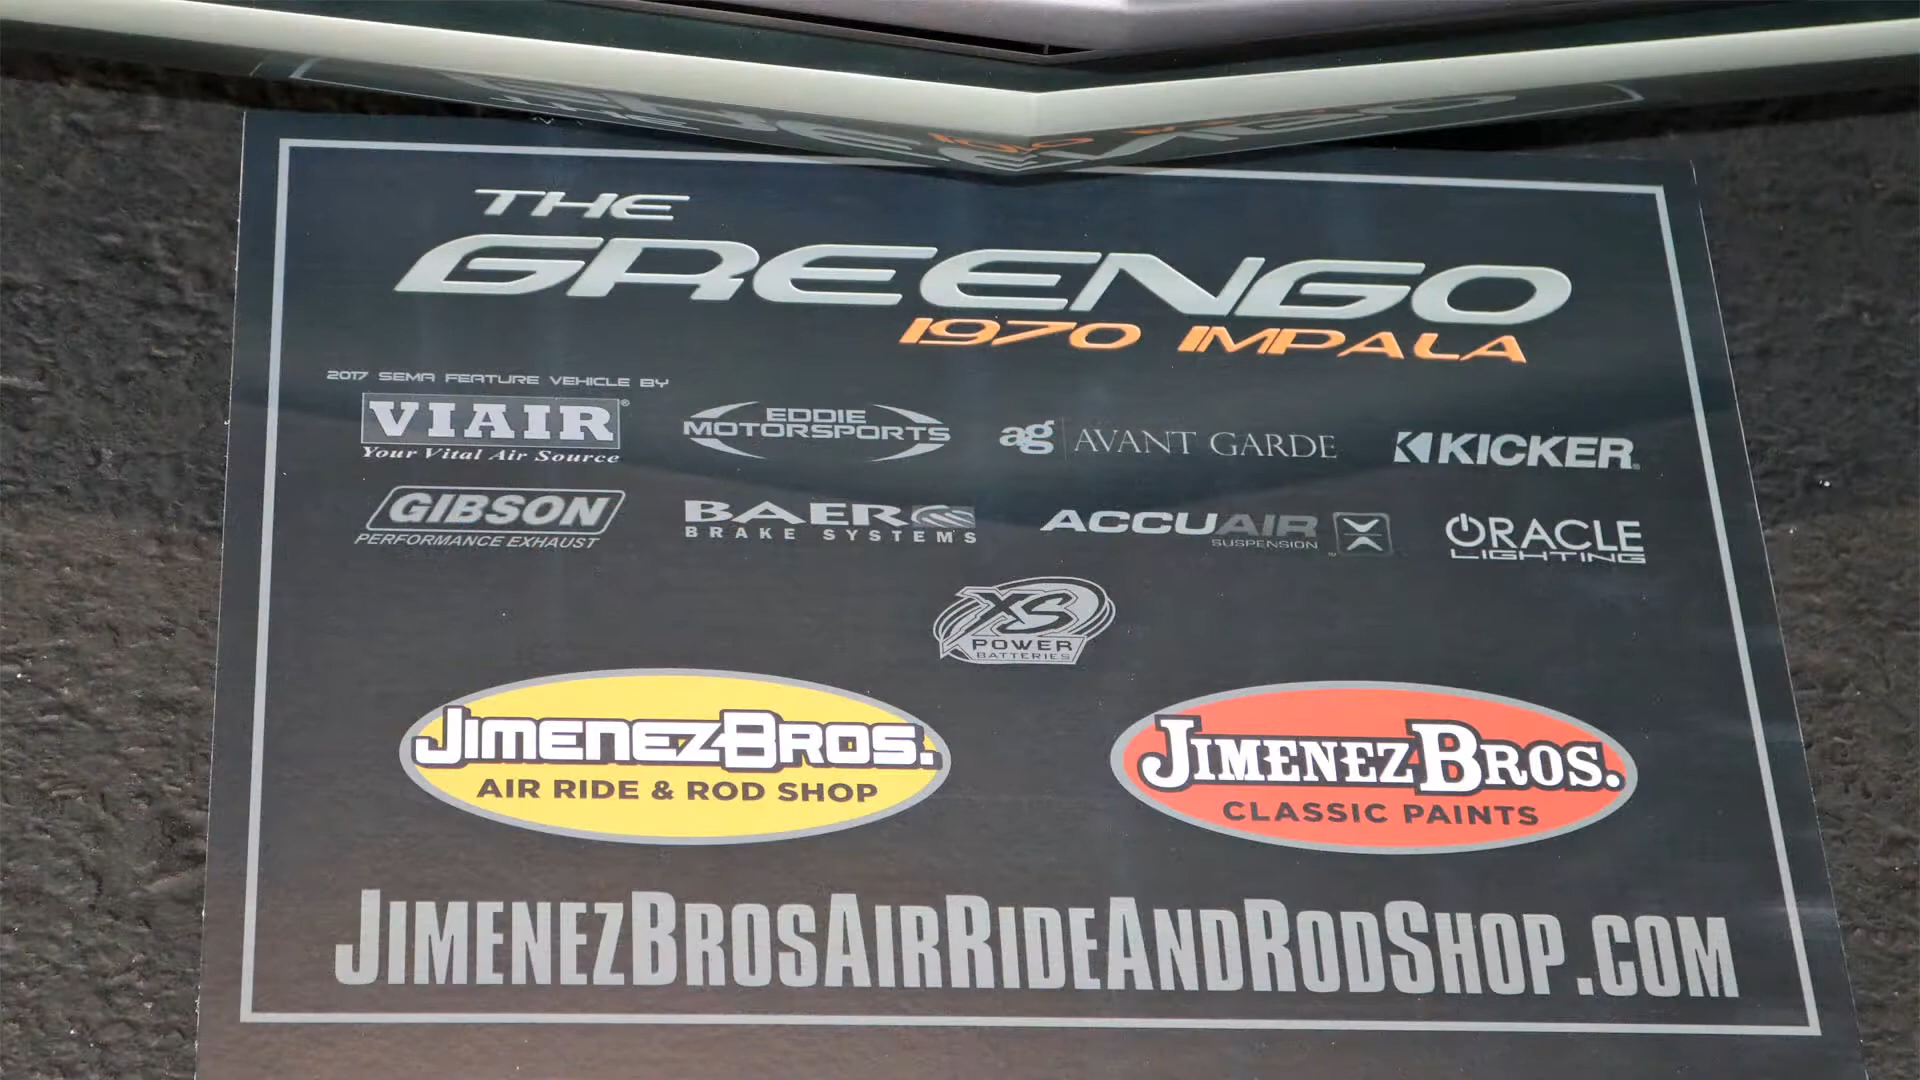 THE
GREENGO
1970 IMPALA
2017 SEMA FEATURE VEHICLE BY
VIAIR®
Your Vital Air Source
EDDIE
MOTORSPORTS
ag AVANT GARDE
KICKER
GIBSON
PERFORMANCE EXHAUST
BAER
BRAKE SYSTEMS
ACCUAIR
SUSPENSION
ORACLE
LIGHTING
XS
POWER
BATTERIES
JIMENEZ BROS.
AIR RIDE & ROD SHOP
JIMENEZ BROS.
CLASSIC PAINTS
JIMENEZBROSAIRRIDEANDRODSHOP.COM